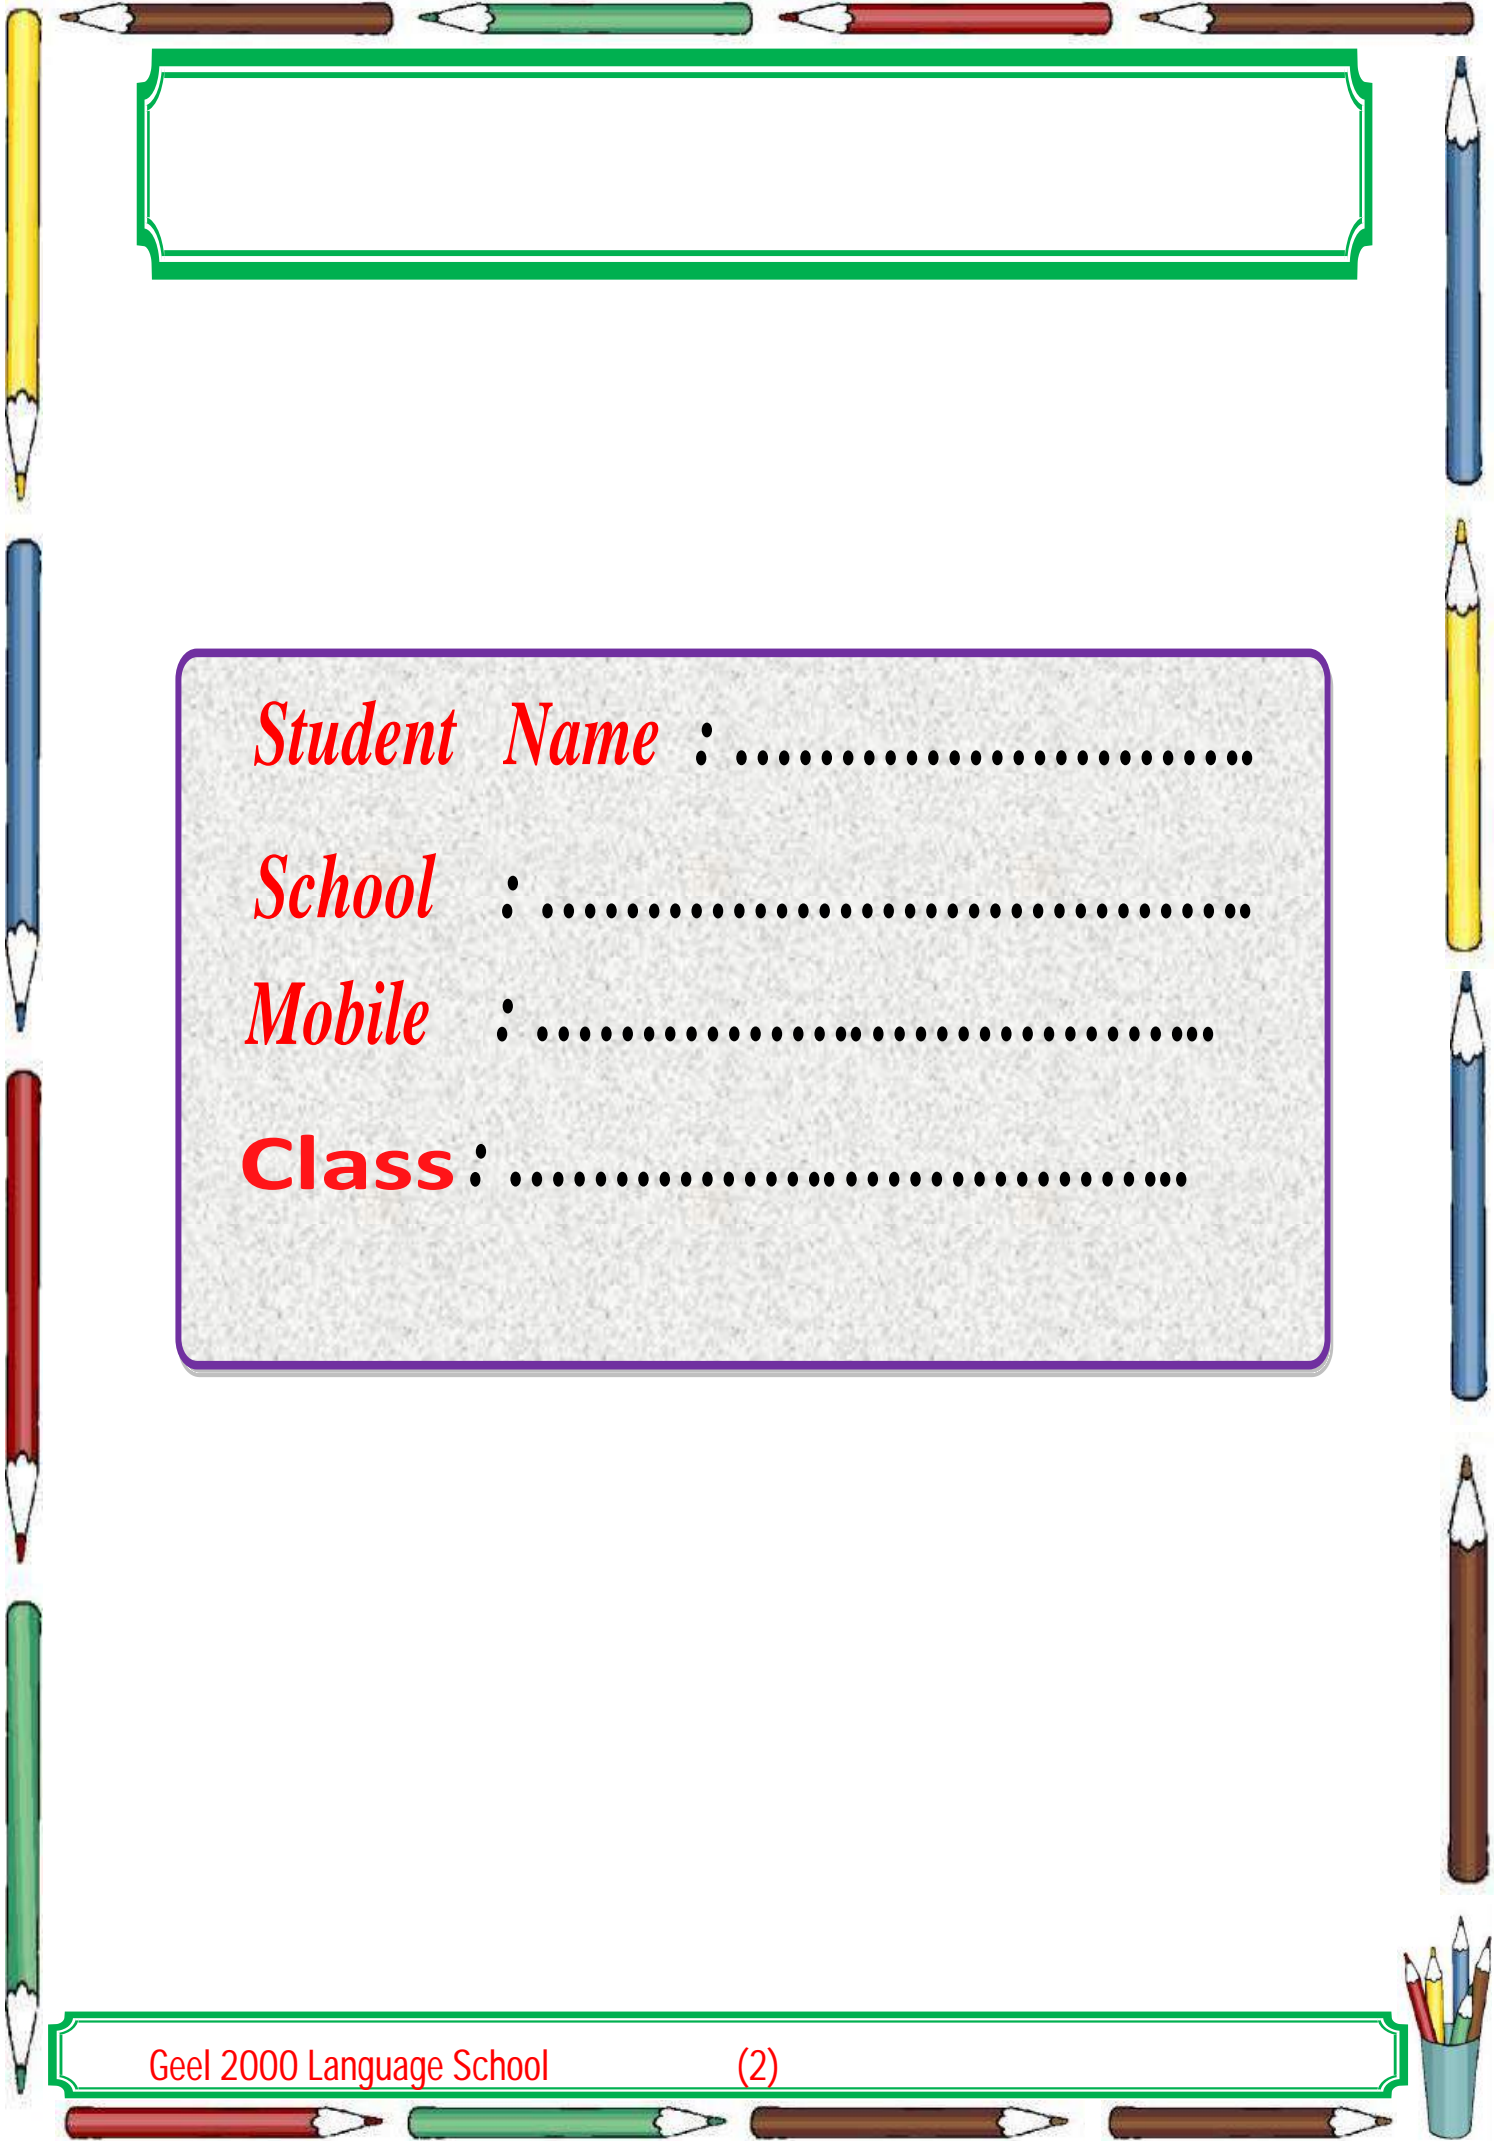 Student Name : ..........................
School : ...................................
Mobile : ...................................
Class : ...................................
Geel 2000 Language School (2)